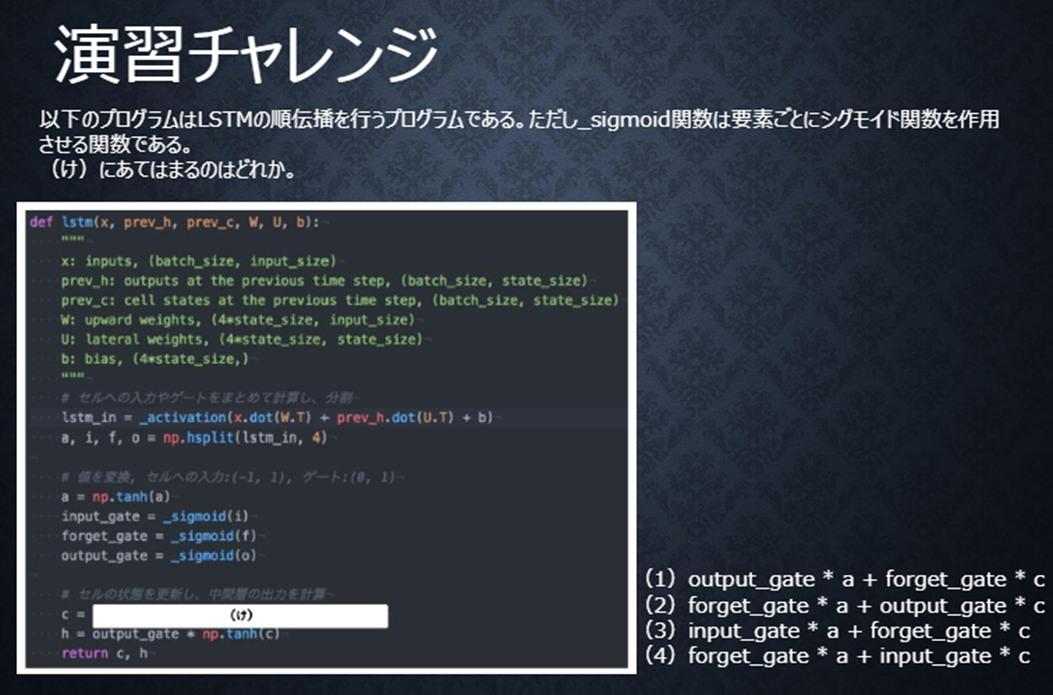 演習チャレンジ
以下のプログラムはLSTMの順伝播を行うプログラムである。ただし_sigmoid関数は要素ごとにシグモイド関数を作用
させる関数である。
（け）にあてはまるのはどれか。
def lstm(x, prev_h, prev_c, W, U, b):
"""
x: inputs, (batch_size, input_size)
prev_h: outputs at the previous time step, (batch_size, state_size)
prev_c: cell states at the previous time step, (batch_size, state_size)
W: upward weights, (4*state_size, input_size)
U: lateral weights, (4*state_size, state_size)
b: bias, (4*state_size,)
"""
# セルへの入力やゲートをまとめて計算し、分割
lstm_in = _activation(x.dot(W.T) + prev_h.dot(U.T) + b)
a, i, f, o = np.hsplit(lstm_in, 4)
# 値を変換, セルへの入力:(-1, 1), ゲート:(0, 1)
a = np.tanh(a)
input_gate = _sigmoid(i)
forget_gate = _sigmoid(f)
output_gate = _sigmoid(o)
# セルの状態を更新し、中間層の出力を計算
c = （け）
h = output_gate * np.tanh(c)
return c, h
（1）output_gate * a + forget_gate * c
（2）forget_gate * a + output_gate * c
（3）input_gate * a + forget_gate * c
（4）forget_gate * a + input_gate * c